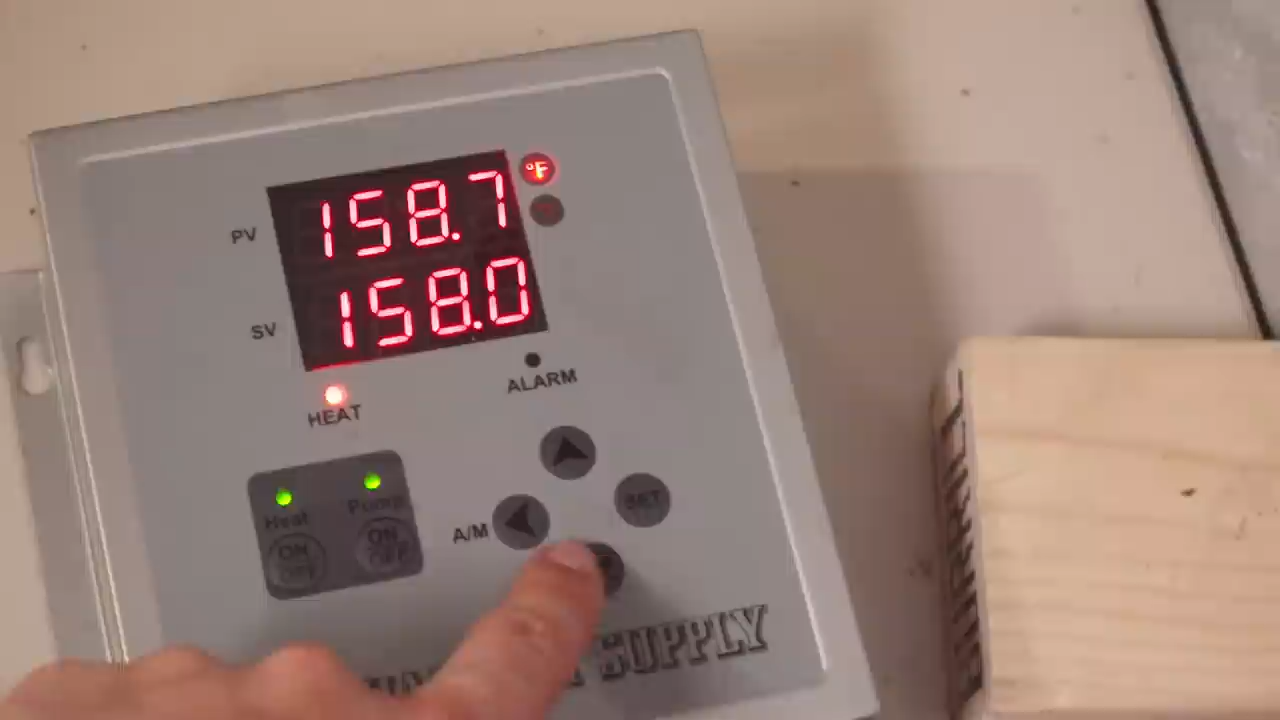 PV 158.7 °F
SV 158.0
HEAT ALARM
Heat Pump
ON OFF ON OFF
A/M SET
SUPPLY